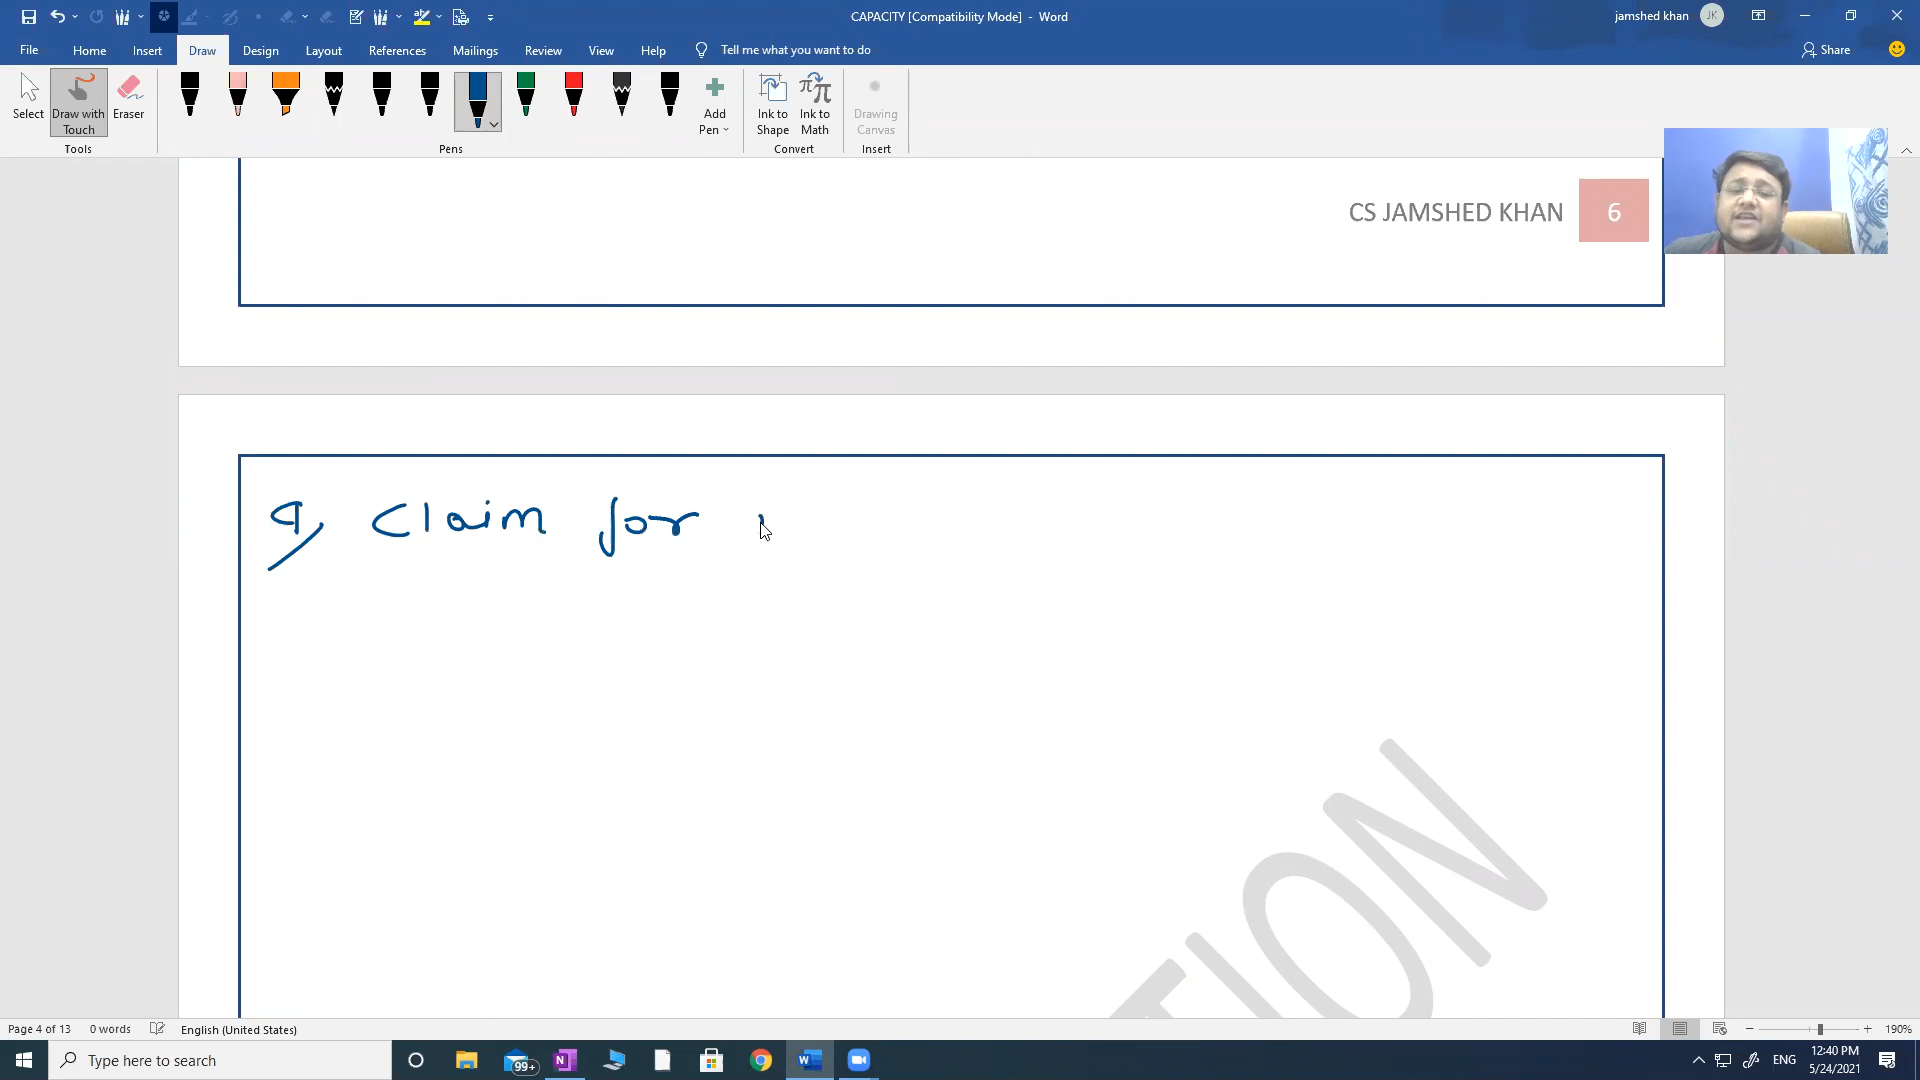 CAPACITY [Compatibility Mode] - Word
jamshed khan
JK
File
Home
Insert
Draw
Design
Layout
References
Mailings
Review
View
Help
Tell me what you want to do
Share
Select
Draw with Touch
Eraser
Add Pen
Ink to Shape
Ink to Math
Drawing Canvas
Tools
Pens
Convert
Insert
CS JAMSHED KHAN 6
9, Claim for
TION
Page 4 of 13
0 words
English (United States)
190%
Type here to search
99+
ENG
12:40 PM
5/24/2021